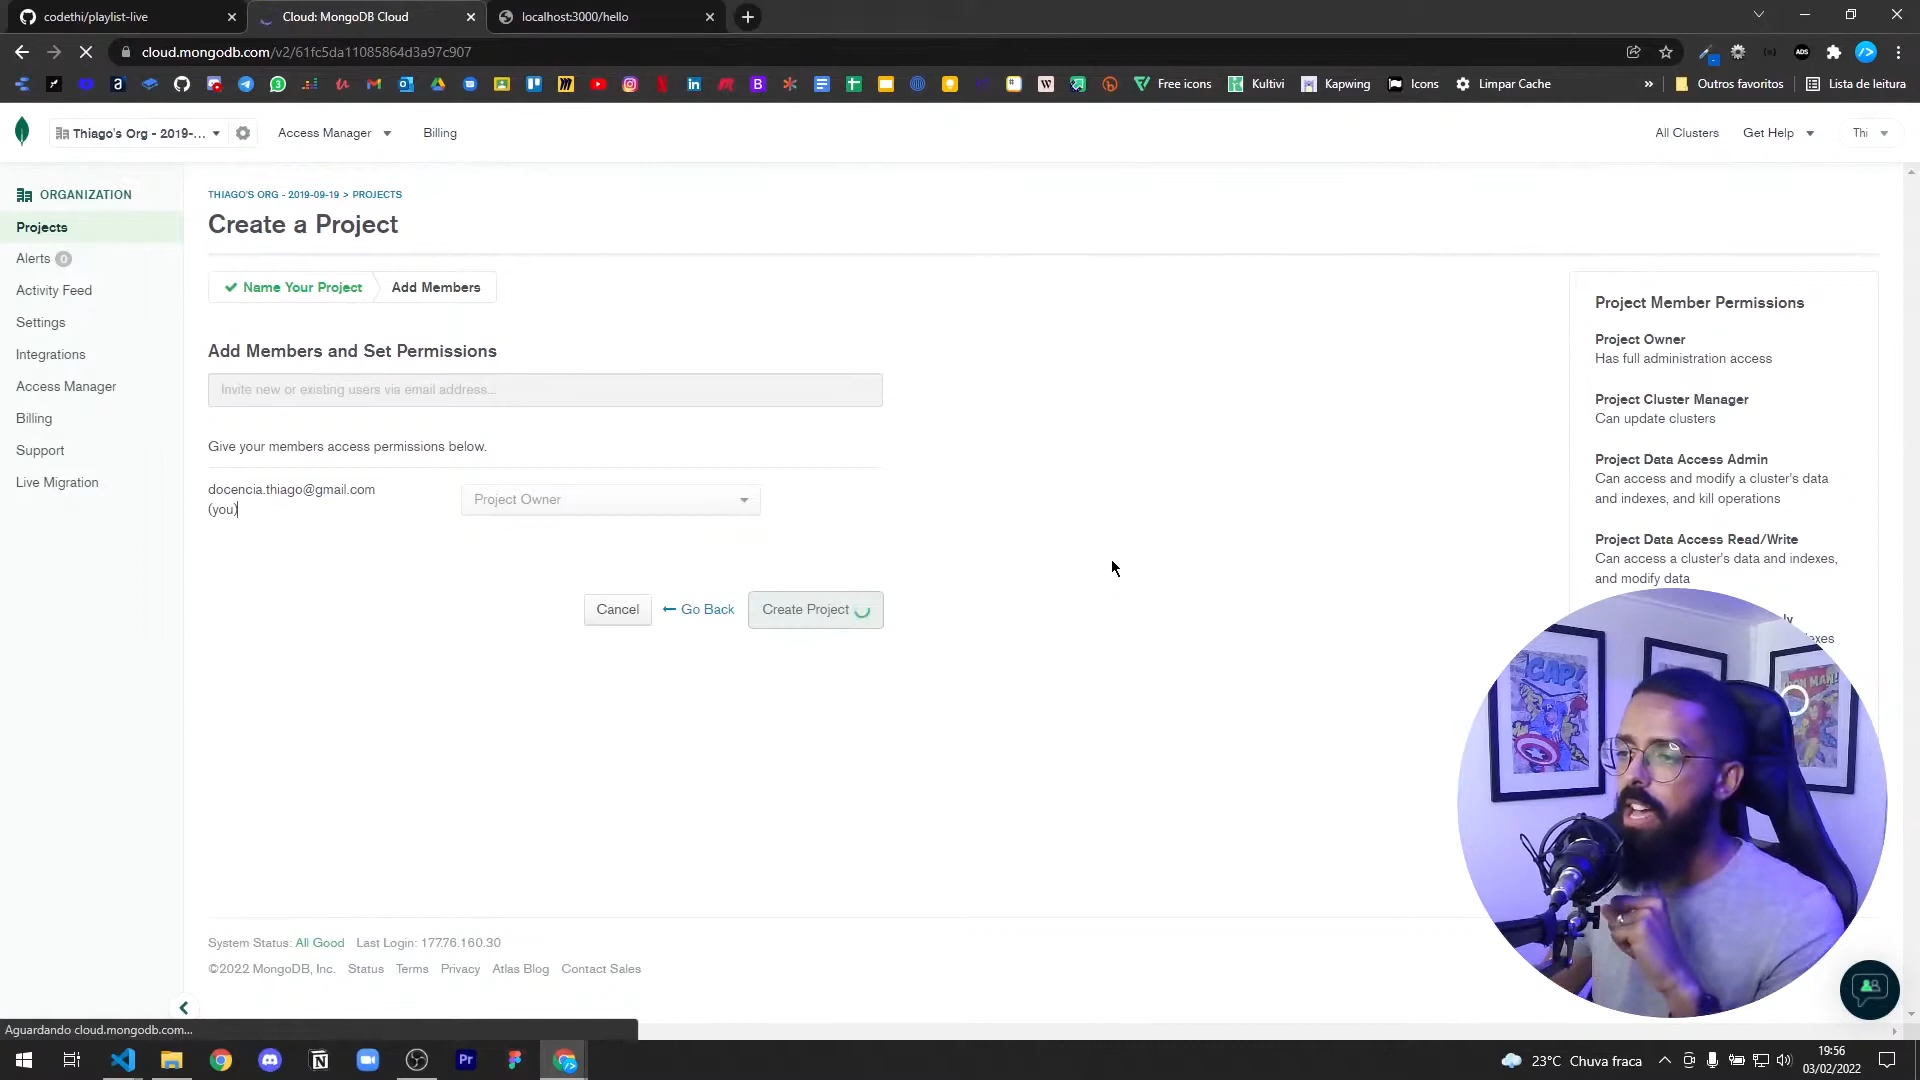 codethi/playlist-live
Cloud: MongoDB Cloud
localhost:3000/hello
cloud.mongodb.com/v2/61fc5da11085864d3a97c907
Free icons
Kultivi
Kapwing
Icons
Limpar Cache
»
Outros favoritos
Lista de leitura
Thiago's Org - 2019-...
Access Manager
Billing
All Clusters
Get Help
Thi
ORGANIZATION
Projects
Alerts 0
Activity Feed
Settings
Integrations
Access Manager
Billing
Support
Live Migration
THIAGO'S ORG - 2019-09-19 > PROJECTS
Create a Project
Name Your Project
Add Members
Add Members and Set Permissions
Invite new or existing users via email address...
Give your members access permissions below.
docencia.thiago@gmail.com
(you)
Project Owner
Cancel
Go Back
Create Project
Project Member Permissions
Project Owner
Has full administration access
Project Cluster Manager
Can update clusters
Project Data Access Admin
Can access and modify a cluster's data
and indexes, and kill operations
Project Data Access Read/Write
Can access a cluster's data and indexes,
and modify data
CAP!
IRON MAN!
System Status: All Good Last Login: 177.76.160.30
©2022 MongoDB, Inc. Status Terms Privacy Atlas Blog Contact Sales
Aguardando cloud.mongodb.com...
Pr
23°C Chuva fraca
19:56
03/02/2022